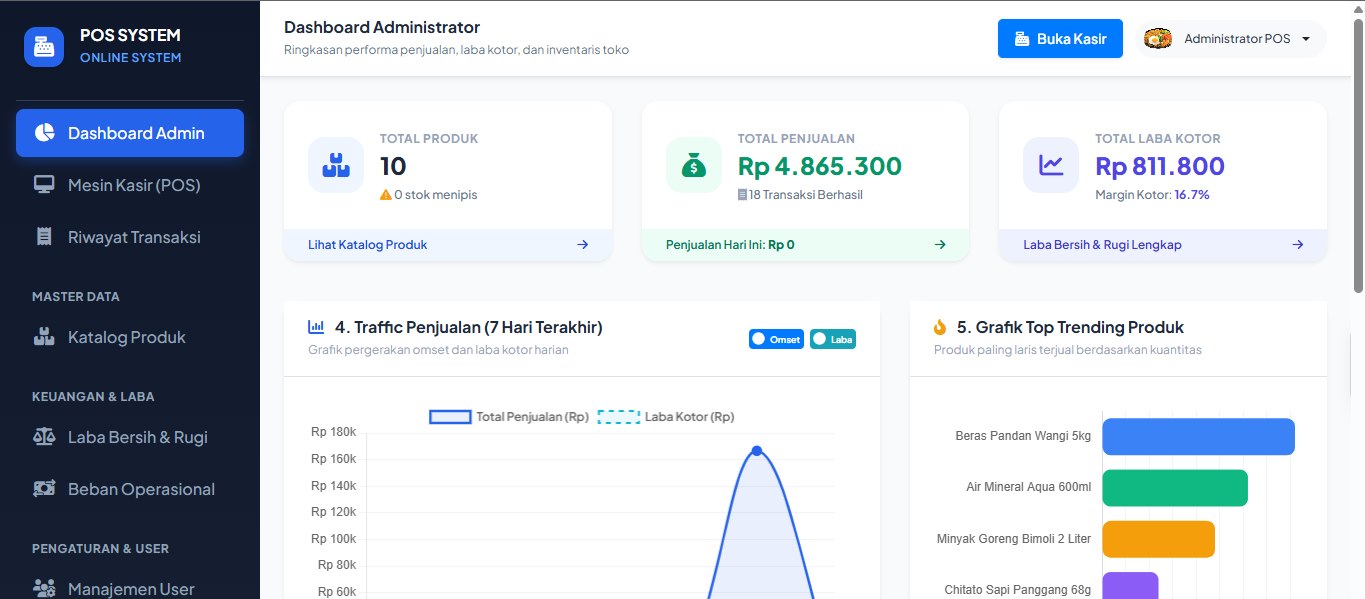 POS SYSTEM
ONLINE SYSTEM
Dashboard Admin
Mesin Kasir (POS)
Riwayat Transaksi
MASTER DATA
Katalog Produk
KEUANGAN & LABA
Laba Bersih & Rugi
Beban Operasional
PENGATURAN & USER
Manajemen User
Dashboard Administrator
Ringkasan performa penjualan, laba kotor, dan inventaris toko
Buka Kasir
Administrator POS
TOTAL PRODUK
10
0 stok menipis
Lihat Katalog Produk
TOTAL PENJUALAN
Rp 4.865.300
18 Transaksi Berhasil
Penjualan Hari Ini: Rp 0
TOTAL LABA KOTOR
Rp 811.800
Margin Kotor: 16.7%
Laba Bersih & Rugi Lengkap
4. Traffic Penjualan (7 Hari Terakhir)
Grafik pergerakan omset dan laba kotor harian
Omset
Laba
Total Penjualan (Rp)
Laba Kotor (Rp)
Rp 180k
Rp 160k
Rp 140k
Rp 120k
Rp 100k
Rp 80k
Rp 60k
5. Grafik Top Trending Produk
Produk paling laris terjual berdasarkan kuantitas
Beras Pandan Wangi 5kg
Air Mineral Aqua 600ml
Minyak Goreng Bimoli 2 Liter
Chitato Sapi Panggang 68g